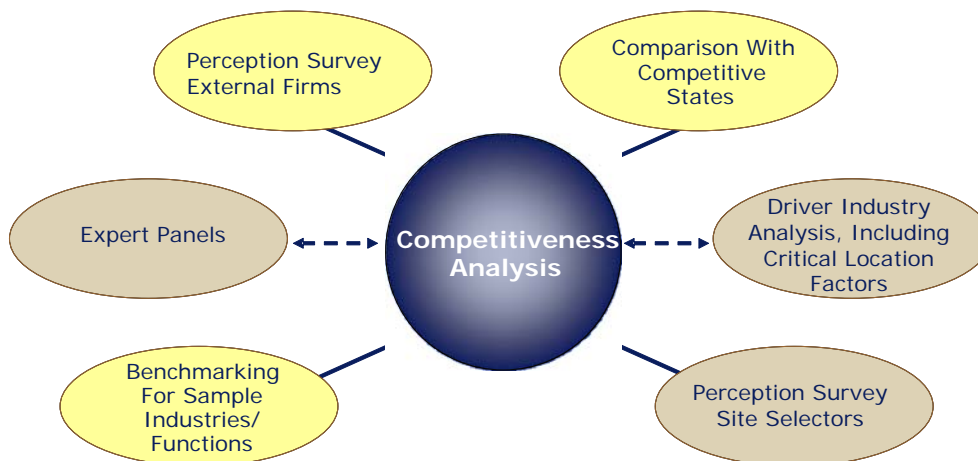 Perception Survey
External Firms
Comparison With
Competitive
States
Expert Panels
Competitiveness
Analysis
Driver Industry
Analysis, Including
Critical Location
Factors
Benchmarking
For Sample
Industries/
Functions
Perception Survey
Site Selectors